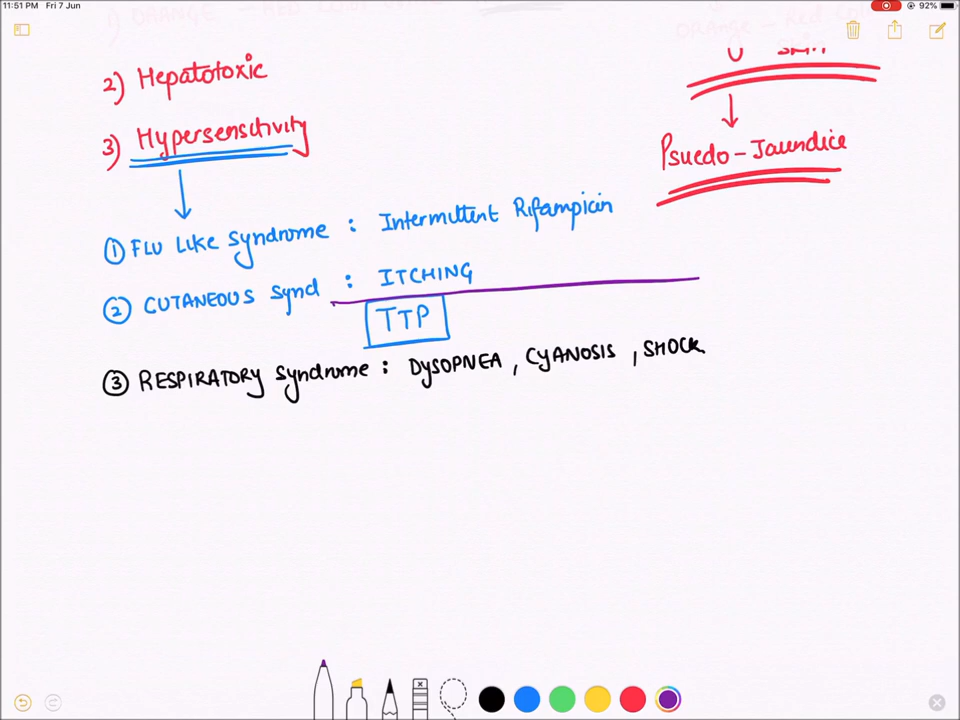 11:51 PM Fri 7 Jun
92%
2) Hepatotoxic
3) Hypersensitivity
Psuedo-Jaundice
① FLU Like syndrome : Intermittent Rifampicin
② CUTANEOUS synd : ITCHING
TTP
③ RESPIRATORY syndrome : DYSOPNEA, CYANOSIS, SHOCK